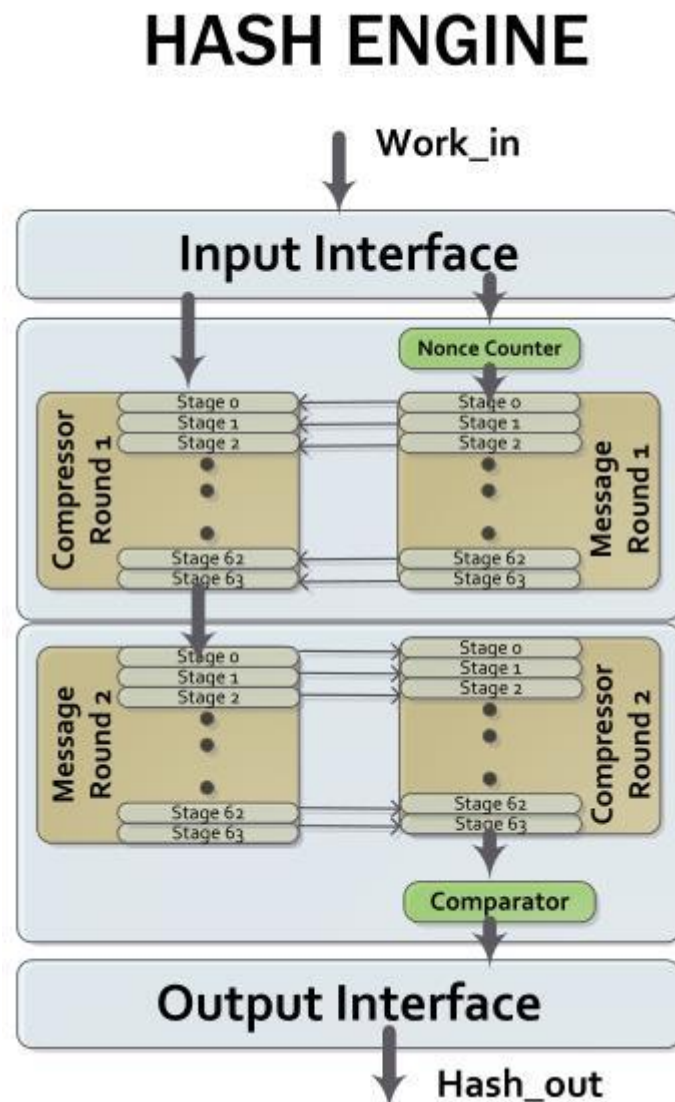 HASH ENGINE
Work_in
Input Interface
Nonce Counter
Compressor
Round 1
Stage 0
Stage 1
Stage 2
Stage 62
Stage 63
Stage 0
Stage 1
Stage 2
Stage 62
Stage 63
Message
Round 1
Message
Round 2
Stage 0
Stage 1
Stage 2
Stage 62
Stage 63
Stage 0
Stage 1
Stage 2
Stage 62
Stage 63
Compressor
Round 2
Comparator
Output Interface
Hash_out